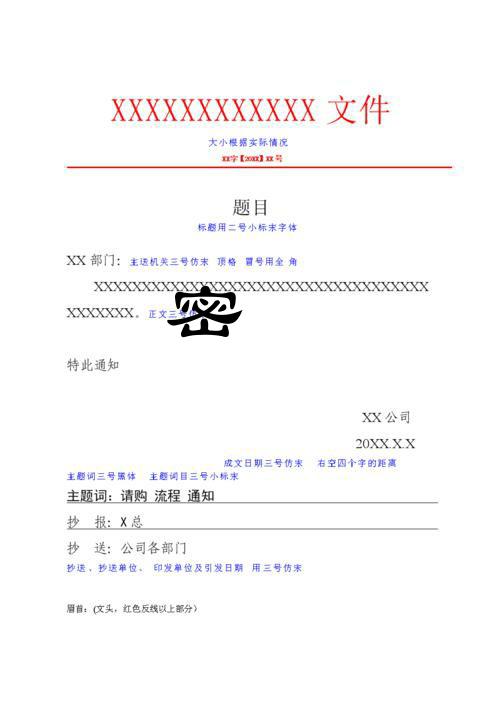 XXXXXXXXXXXX 文件
大小根据实际情况
XX字【20XX】XX 号
题目
标题用二号小标宋字体
XX 部门：主送机关三号仿宋 顶格 冒号用全 角
XXXXXXXXXXXXXXXXXXXXXXXXXXXXXXXXXXX
XXXXXXX。正文三号
密
特此通知
XX 公司
20XX.X.X
成文日期三号仿宋 右空四个字的距离
主题词三号黑体 主题词目三号小标宋
主题词：请购 流程 通知
抄 报：X 总
抄 送：公司各部门
抄送、抄送单位、 印发单位及引发日期 用三号仿宋
眉首：(文头，红色反线以上部分）